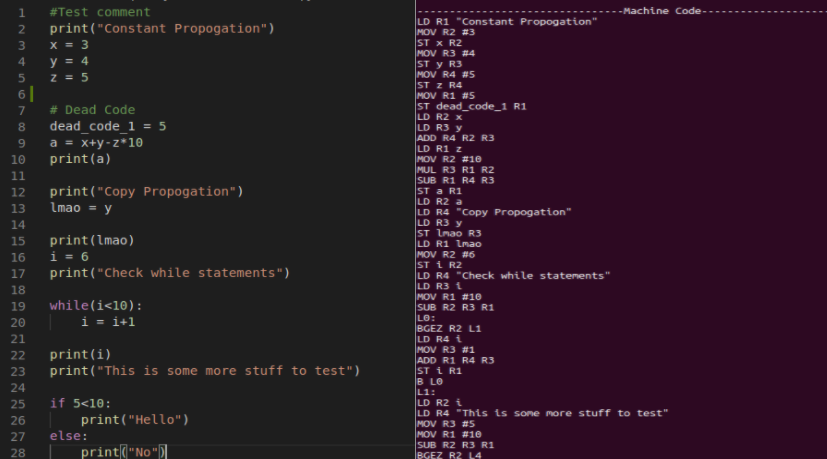 1 #Test comment
2 print("Constant Propogation")
3 x = 3
4 y = 4
5 z = 5
6
7 # Dead Code
8 dead_code_1 = 5
9 a = x+y-z*10
10 print(a)
11
12 print("Copy Propogation")
13 lmao = y
14
15 print(lmao)
16 i = 6
17 print("Check while statements")
18
19 while(i<10):
20 i = i+1
21
22 print(i)
23 print("This is some more stuff to test")
24
25 if 5<10:
26 print("Hello")
27 else:
28 print("No")
------------------------------Machine Code------------------
LD R1 "Constant Propogation"
MOV R2 #3
ST x R2
MOV R3 #4
ST y R3
MOV R4 #5
ST z R4
MOV R1 #5
ST dead_code_1 R1
LD R2 x
LD R3 y
ADD R4 R2 R3
LD R1 z
MOV R2 #10
MUL R3 R1 R2
SUB R1 R4 R3
ST a R1
LD R2 a
LD R4 "Copy Propogation"
LD R3 y
ST lmao R3
LD R1 lmao
MOV R2 #6
ST i R2
LD R4 "Check while statements"
LD R3 i
MOV R1 #10
SUB R2 R3 R1
L0:
BGEZ R2 L1
LD R4 i
MOV R3 #1
ADD R1 R4 R3
ST i R1
B L0
L1:
LD R2 i
LD R4 "This is some more stuff to test"
MOV R3 #5
MOV R1 #10
SUB R2 R3 R1
BGEZ R2 L4